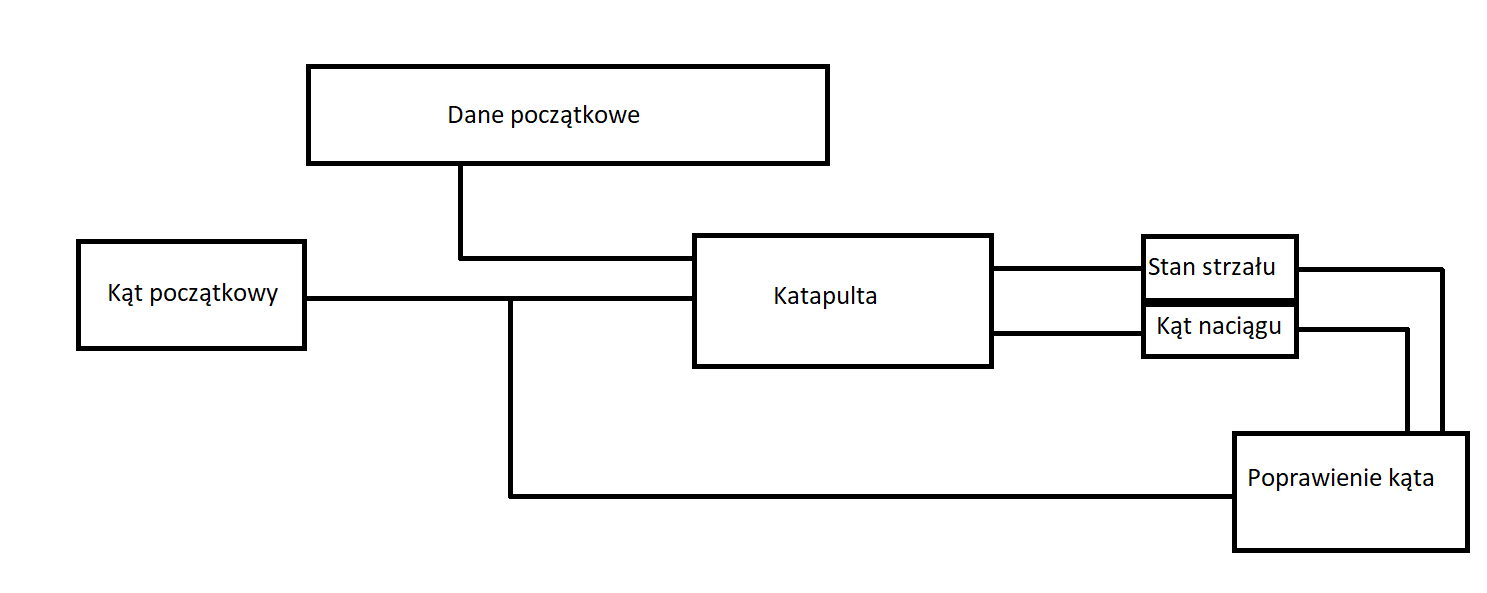 Dane początkowe
Kąt początkowy
Katapulta
Stan strzału
Kąt naciągu
Poprawienie kąta